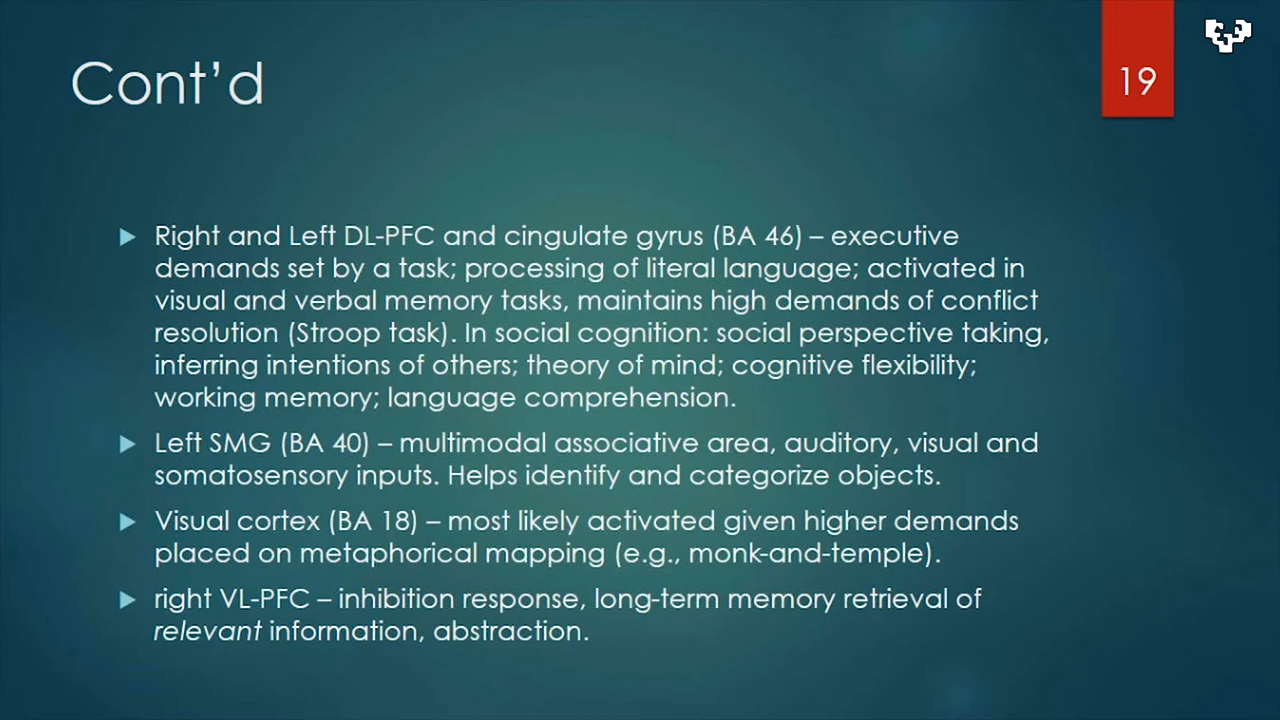 Cont’d
19
Right and Left DL-PFC and cingulate gyrus (BA 46) – executive
demands set by a task; processing of literal language; activated in
visual and verbal memory tasks, maintains high demands of conflict
resolution (Stroop task). In social cognition: social perspective taking,
inferring intentions of others; theory of mind; cognitive flexibility;
working memory; language comprehension.
Left SMG (BA 40) – multimodal associative area, auditory, visual and
somatosensory inputs. Helps identify and categorize objects.
Visual cortex (BA 18) – most likely activated given higher demands
placed on metaphorical mapping (e.g., monk-and-temple).
right VL-PFC – inhibition response, long-term memory retrieval of
relevant information, abstraction.